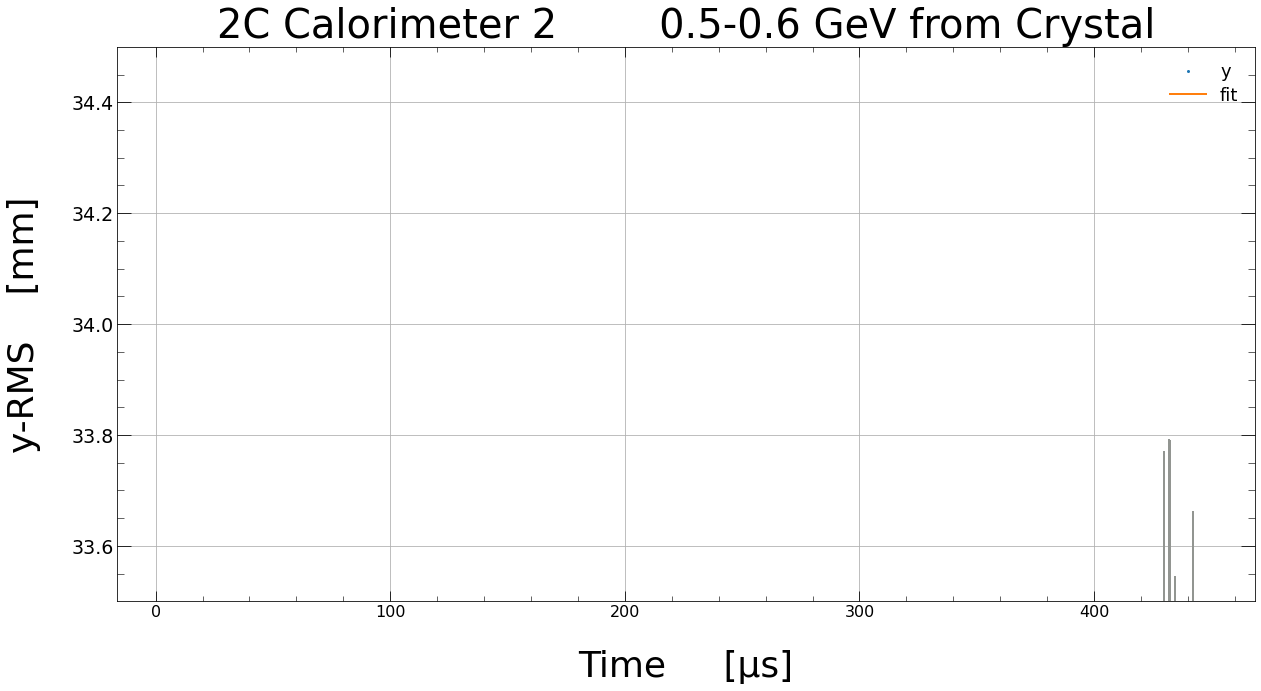 2C Calorimeter 2 0.5-0.6 GeV from Crystal
y
fit
34.4
34.2
34.0
33.8
33.6
y-RMS [mm]
0 100 200 300 400
Time [µs]